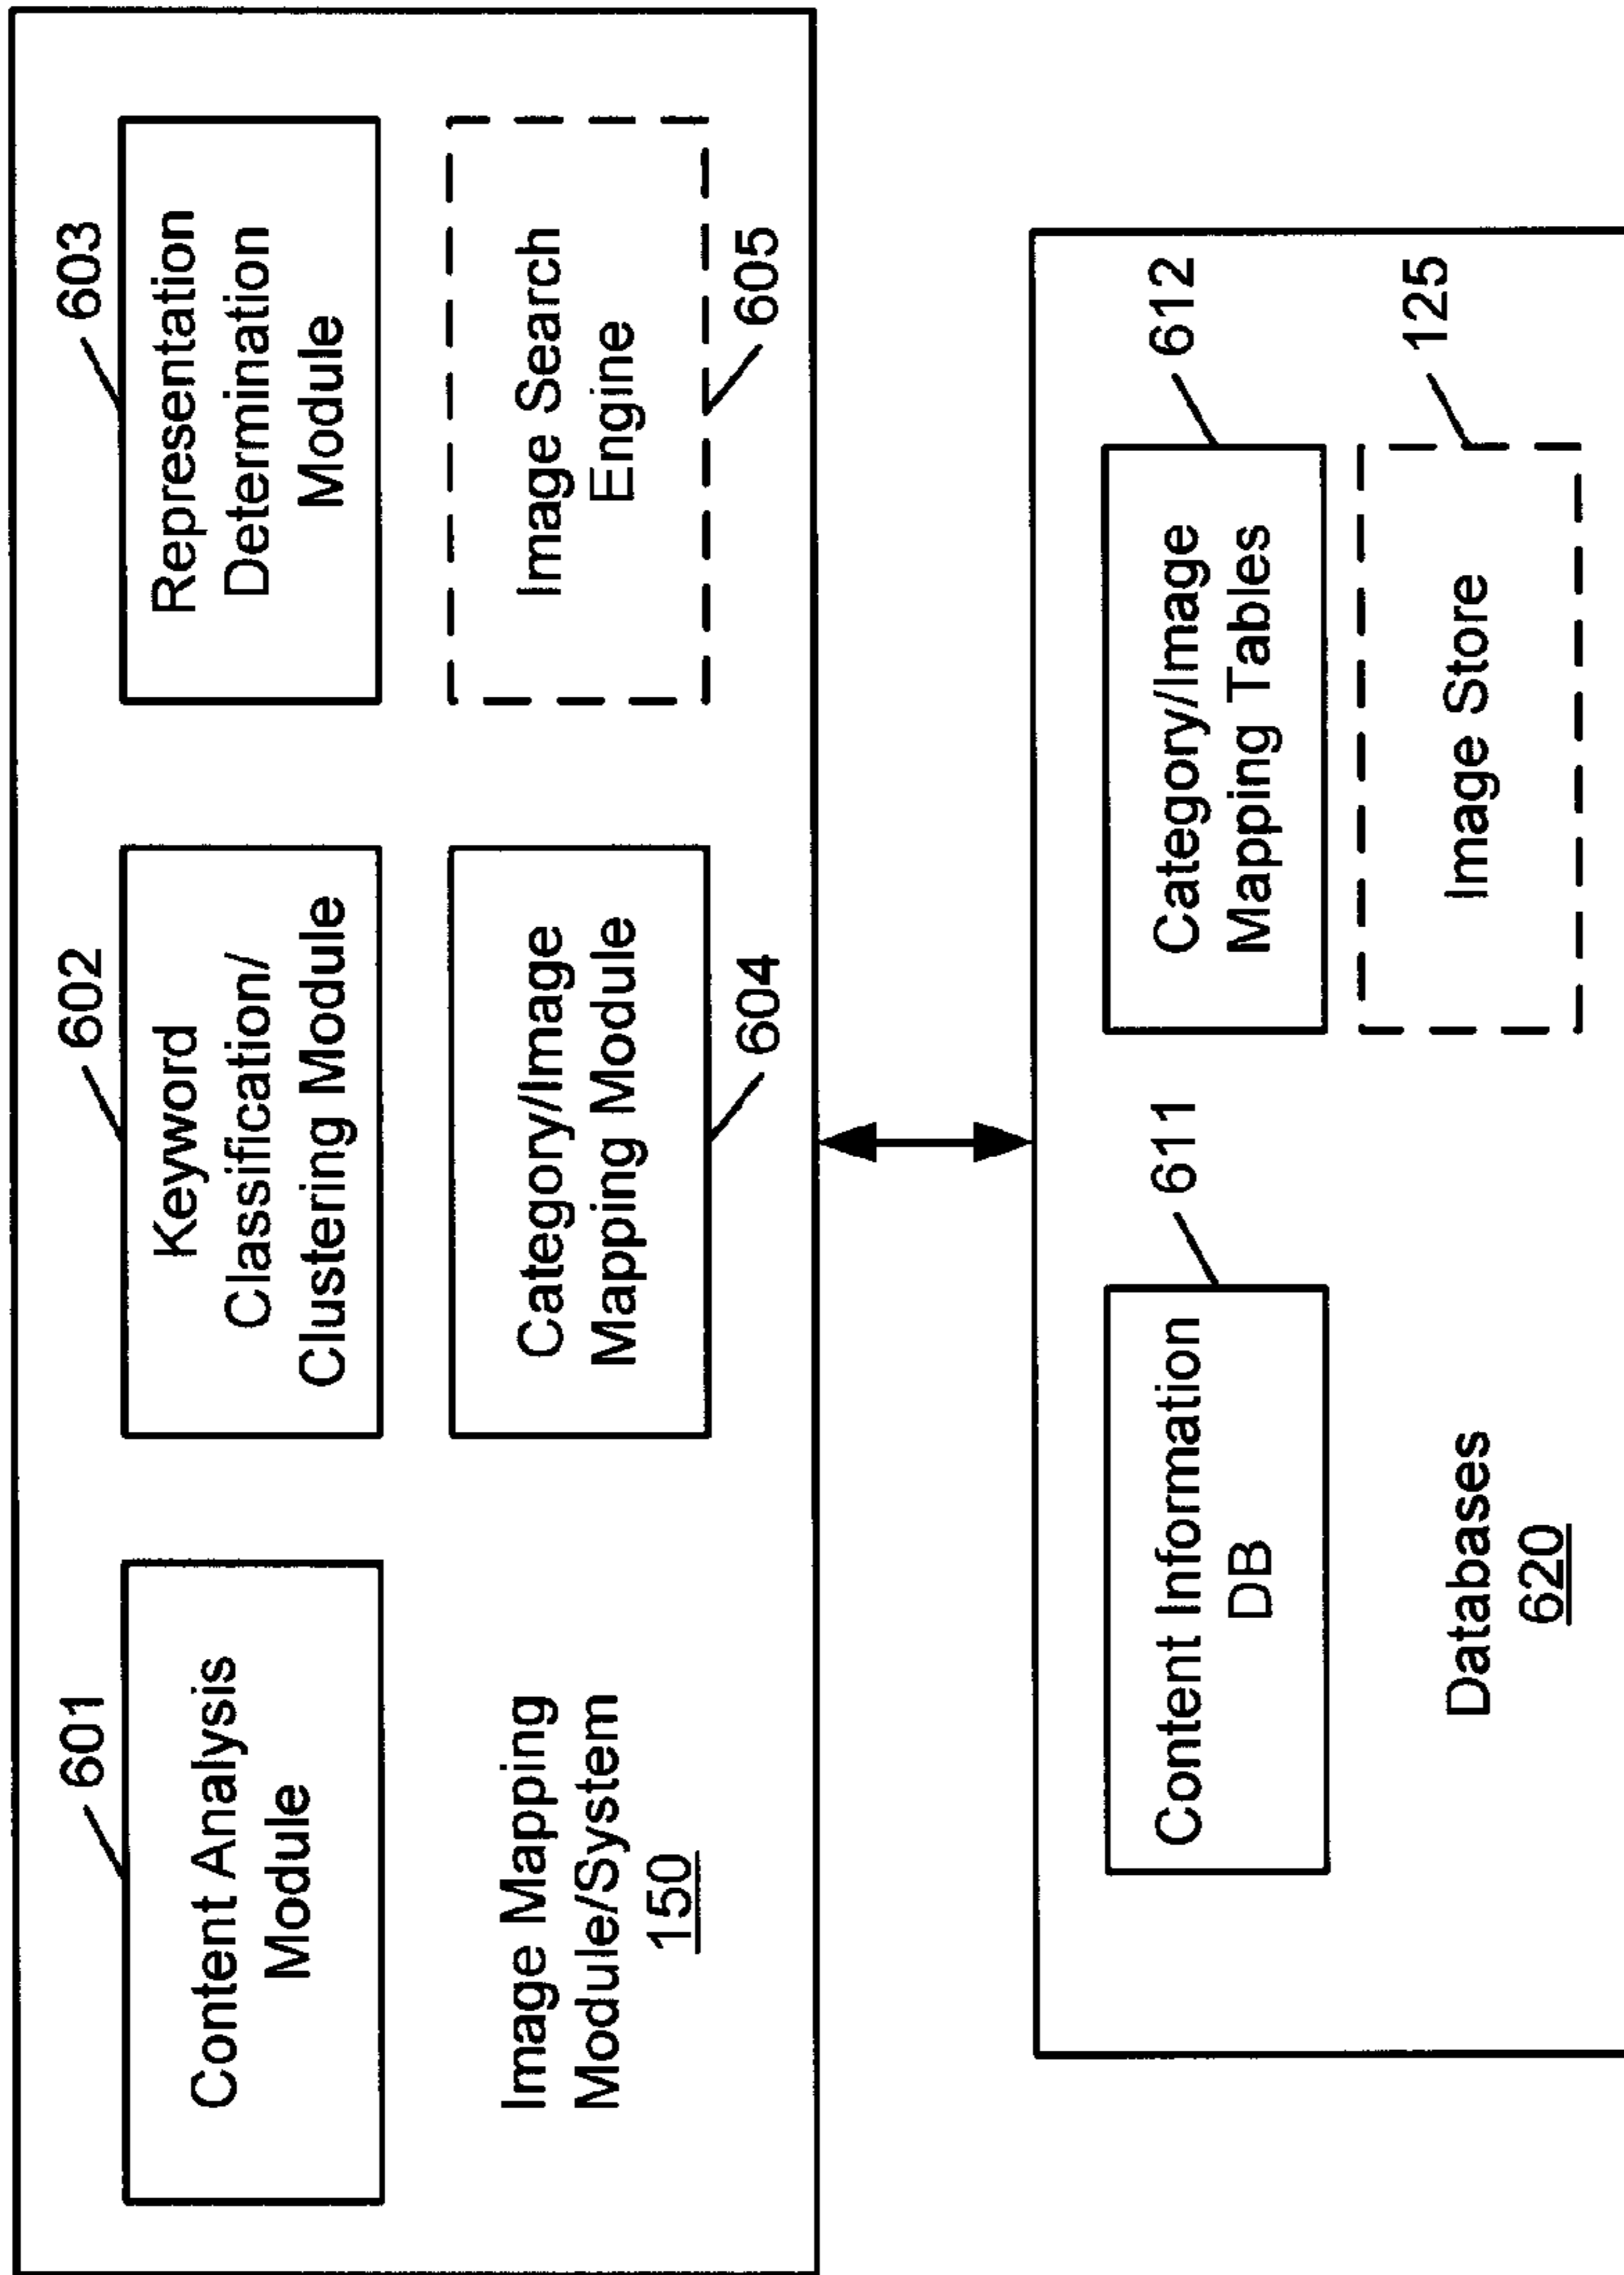 601
Content Analysis
Module
602
Keyword
Classification/
Clustering Module
603
Representation
Determination
Module
Image Mapping
Module/System
150
Category/Image
Mapping Module
604
Image Search
Engine
605
611
Content Information
DB
612
Category/Image
Mapping Tables
125
Image Store
Databases
620